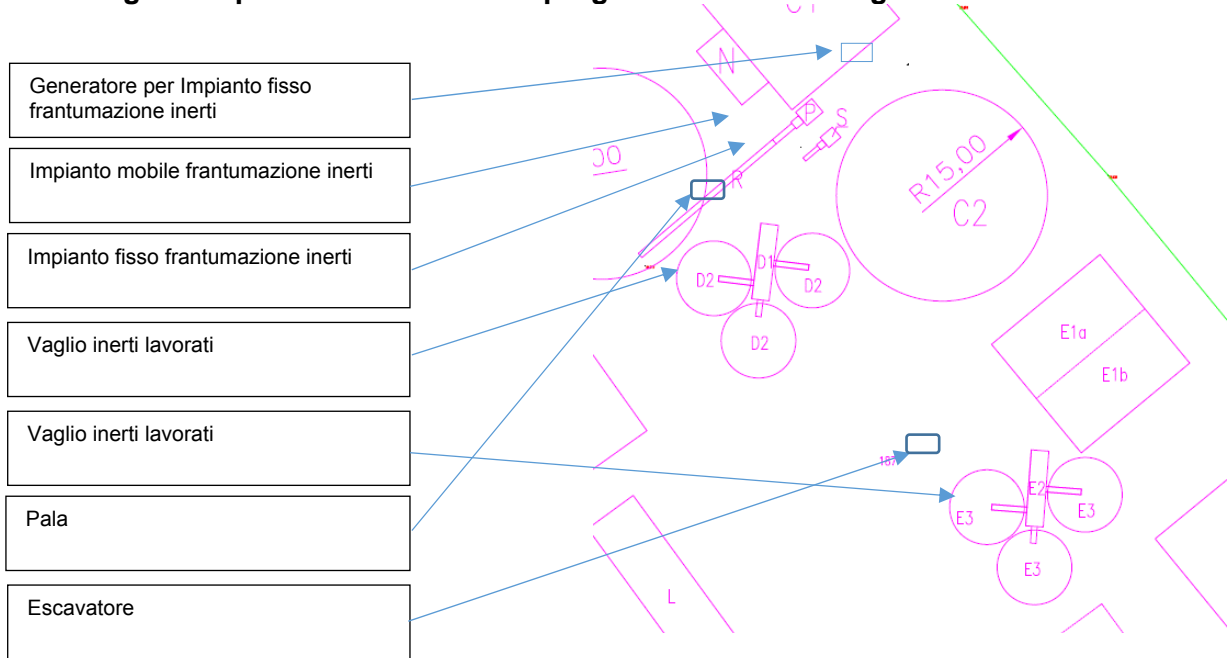 Generatore per Impianto fisso
frantumazione inerti
Impianto mobile frantumazione inerti
Impianto fisso frantumazione inerti
Vaglio inerti lavorati
Vaglio inerti lavorati
Pala
Escavatore
N
P
S
R
R15,00
C2
D1
D2
D2
D2
E1a
E1b
E2
E3
E3
E3
L